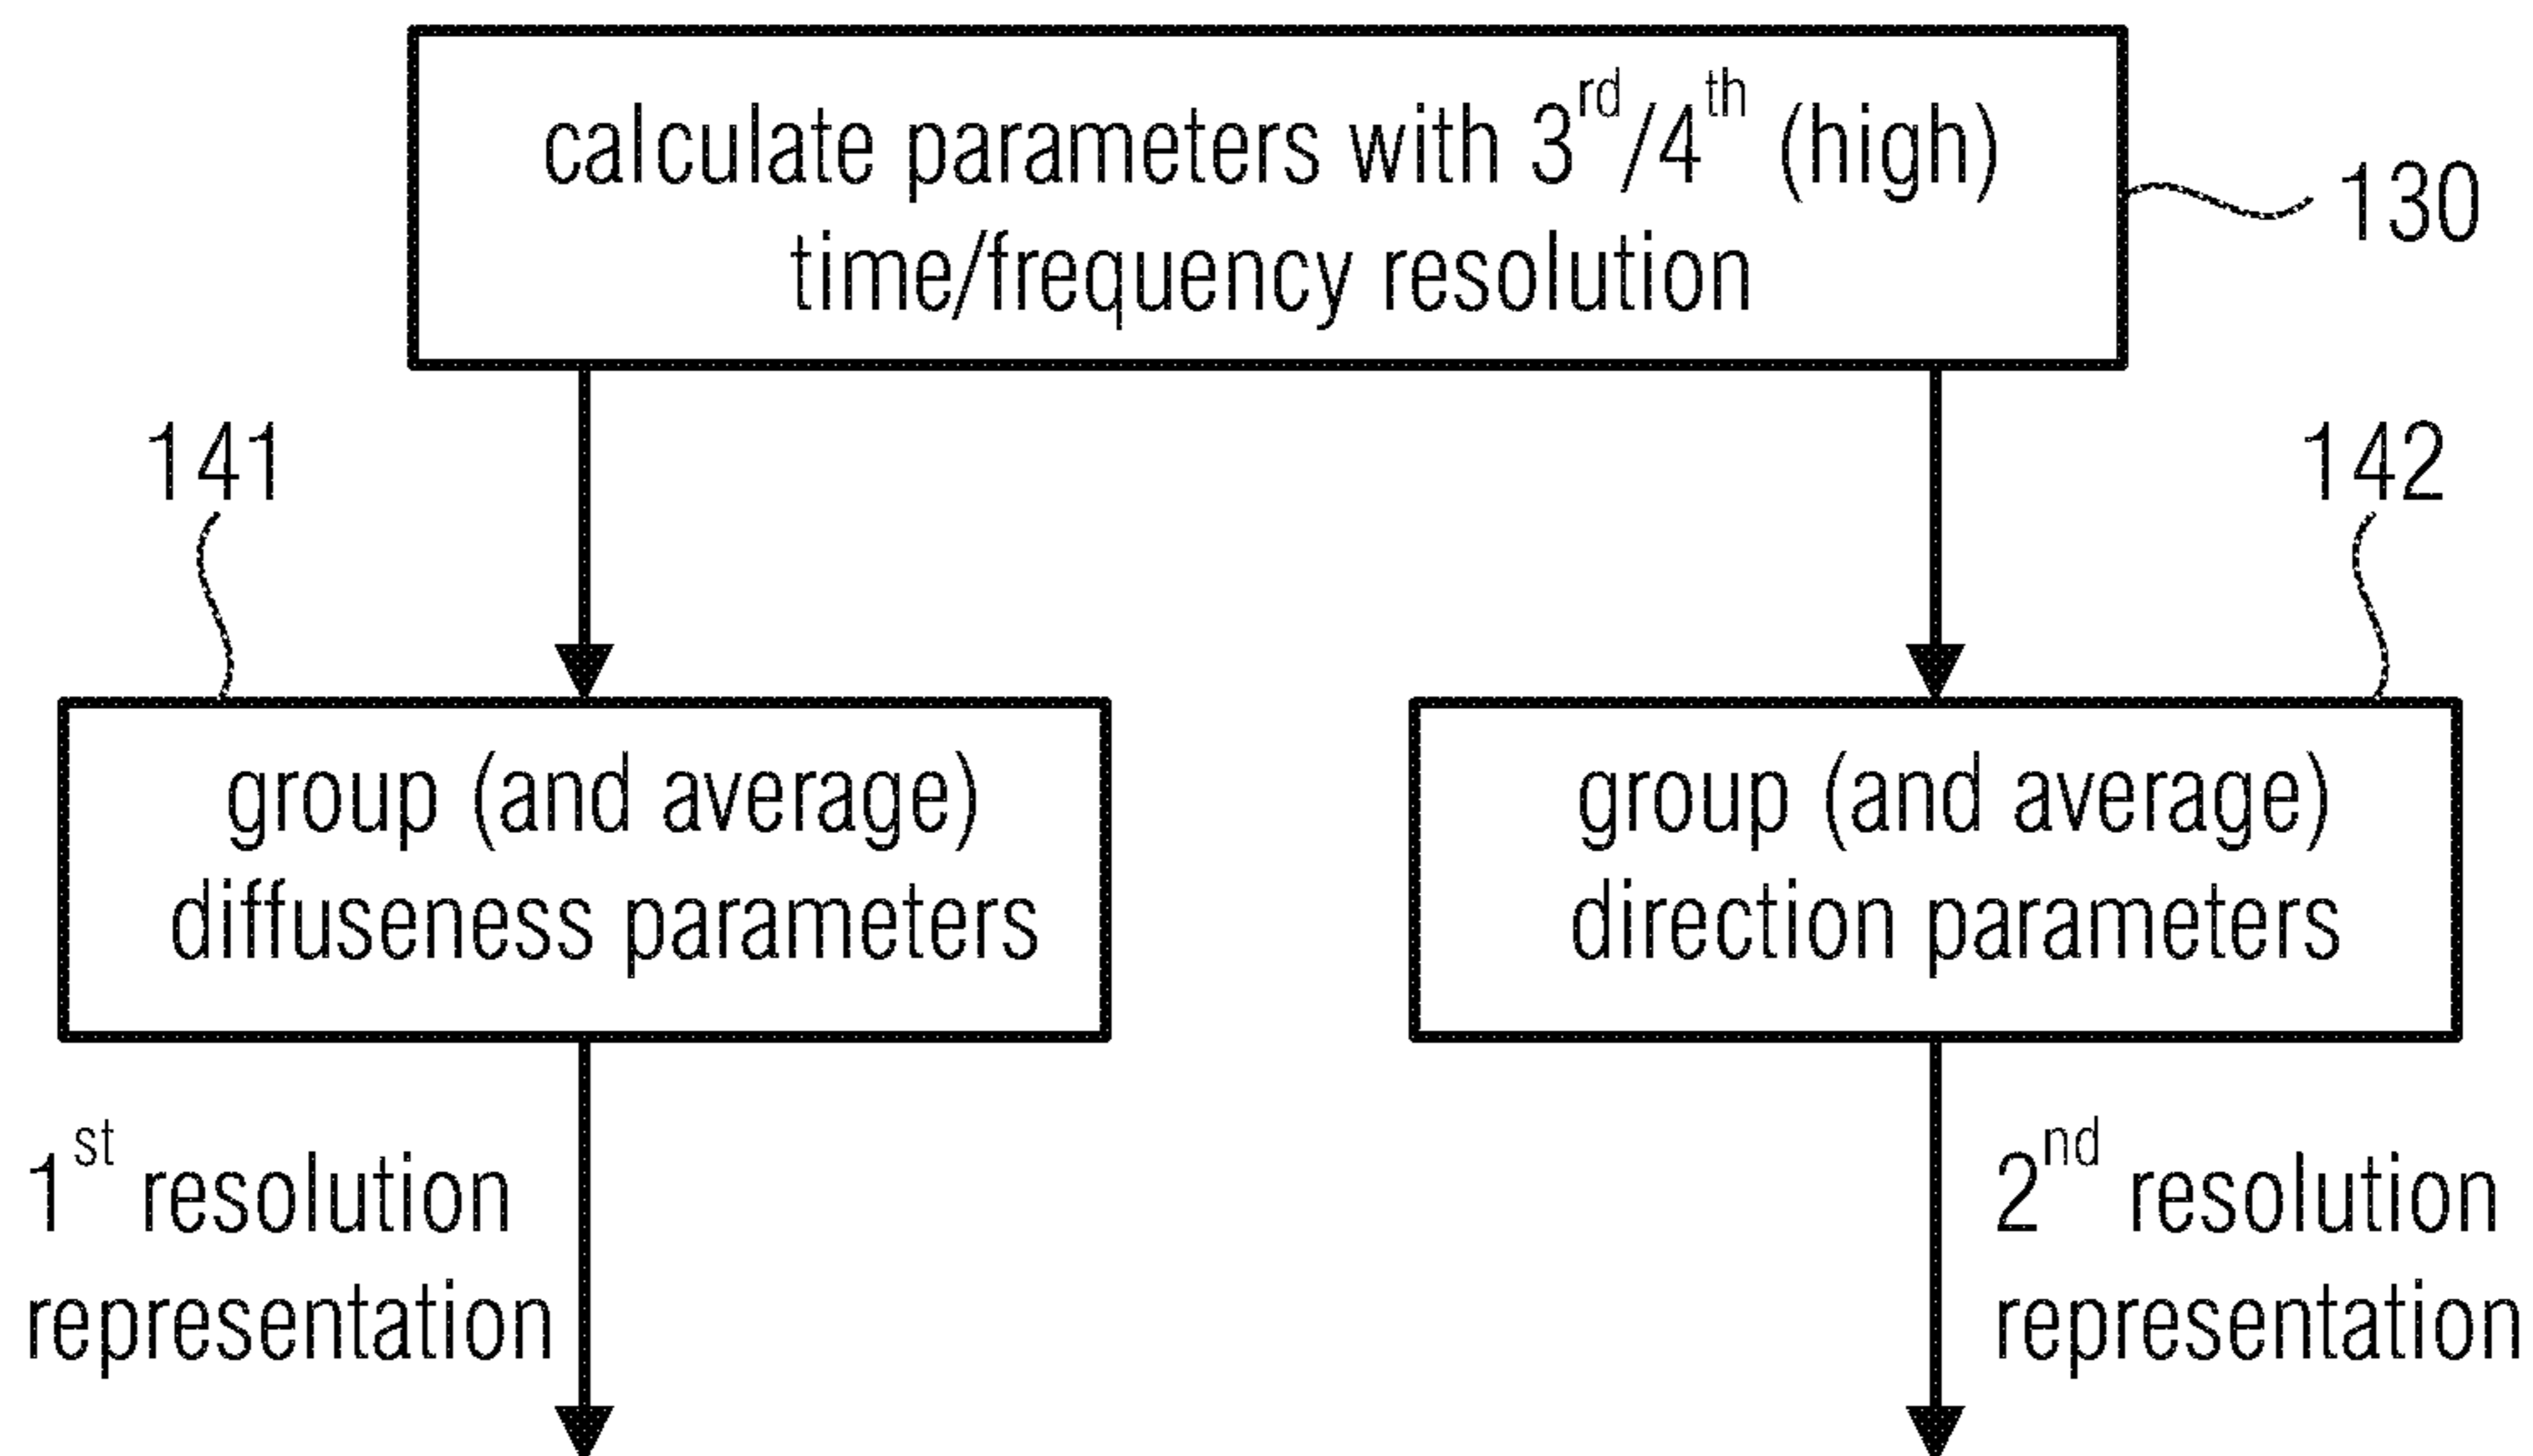 calculate parameters with 3rd/4th (high)
time/frequency resolution
130
141
142
group (and average)
diffuseness parameters
group (and average)
direction parameters
1st resolution
representation
2nd resolution
representation